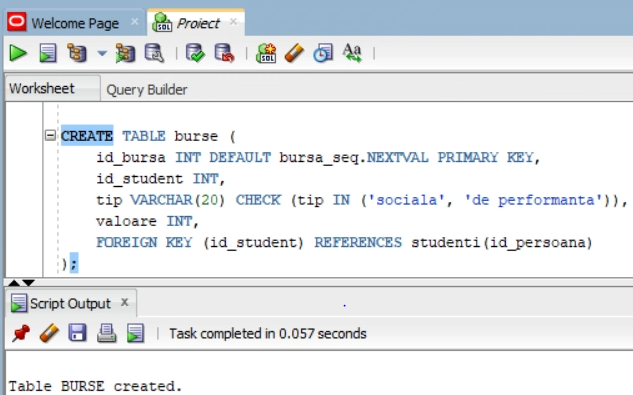 Welcome Page
Proiect
Worksheet
Query Builder
CREATE TABLE burse (
id_bursa INT DEFAULT bursa_seq.NEXTVAL PRIMARY KEY,
id_student INT,
tip VARCHAR(20) CHECK (tip IN ('sociala', 'de performanta')),
valoare INT,
FOREIGN KEY (id_student) REFERENCES studenti(id_persoana)
);
Script Output
Task completed in 0.057 seconds
Table BURSE created.